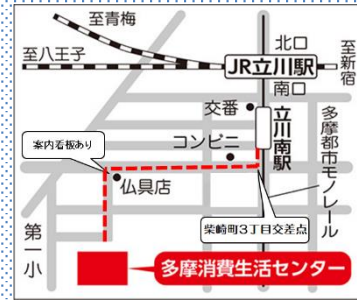 至青梅
至八王子
北口
JR立川駅
南口
至新宿
交番
立川南駅
コンビニ
多摩都市モノレール
案内看板あり
仏具店
柴崎町3丁目交差点
第一小
多摩消費生活センター